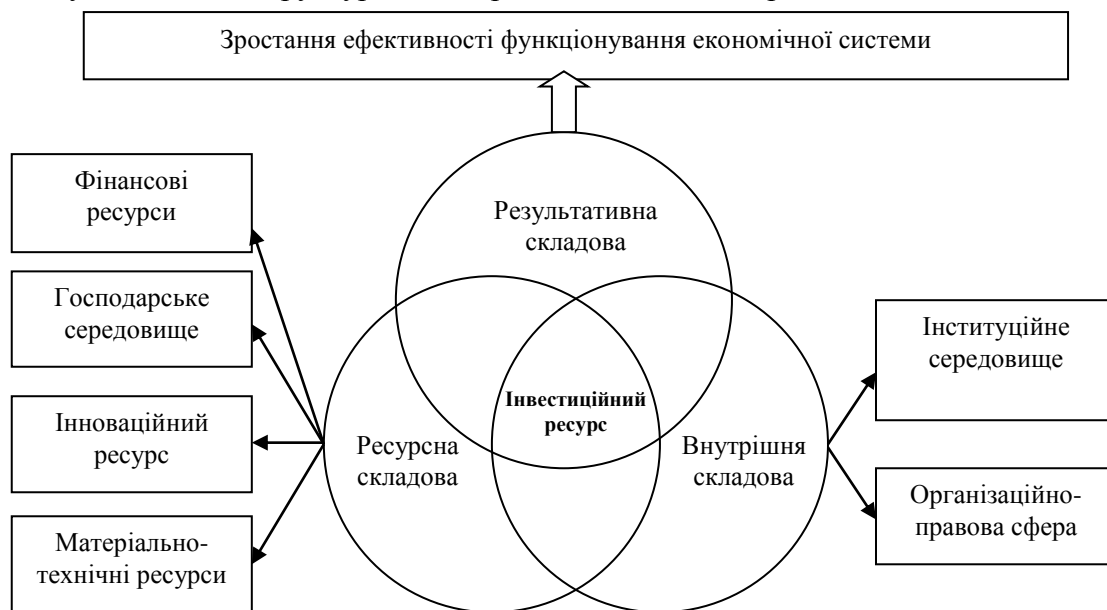 Зростання ефективності функціонування економічної системи
Фінансові
ресурси
Господарське
середовище
Інноваційний
ресурс
Матеріально-
технічні ресурси
Результативна
складова
Інвестиційний
ресурс
Ресурсна
складова
Внутрішня
складова
Інституційне
середовище
Організаційно-
правова сфера